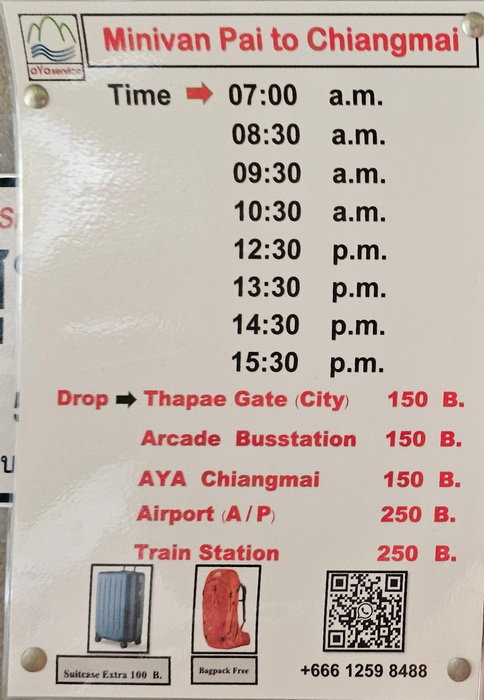 Minivan Pai to Chiangmai
aYa service
Time 07:00 a.m.
08:30 a.m.
09:30 a.m.
10:30 a.m.
12:30 p.m.
13:30 p.m.
14:30 p.m.
15:30 p.m.
Drop Thapae Gate (City) 150 B.
Arcade Busstation 150 B.
AYA Chiangmai 150 B.
Airport (A/P) 250 B.
Train Station 250 B.
Suitcase Extra 100 B.
Bagpack Free
+666 1259 8488